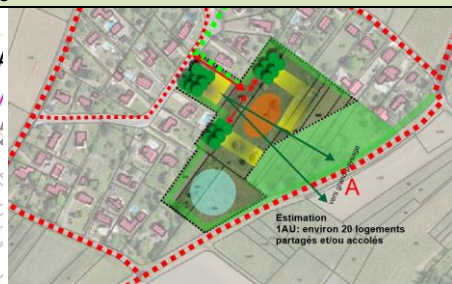 A
Estimation
1AU: environ 20 logements
partagés et/ou accolés